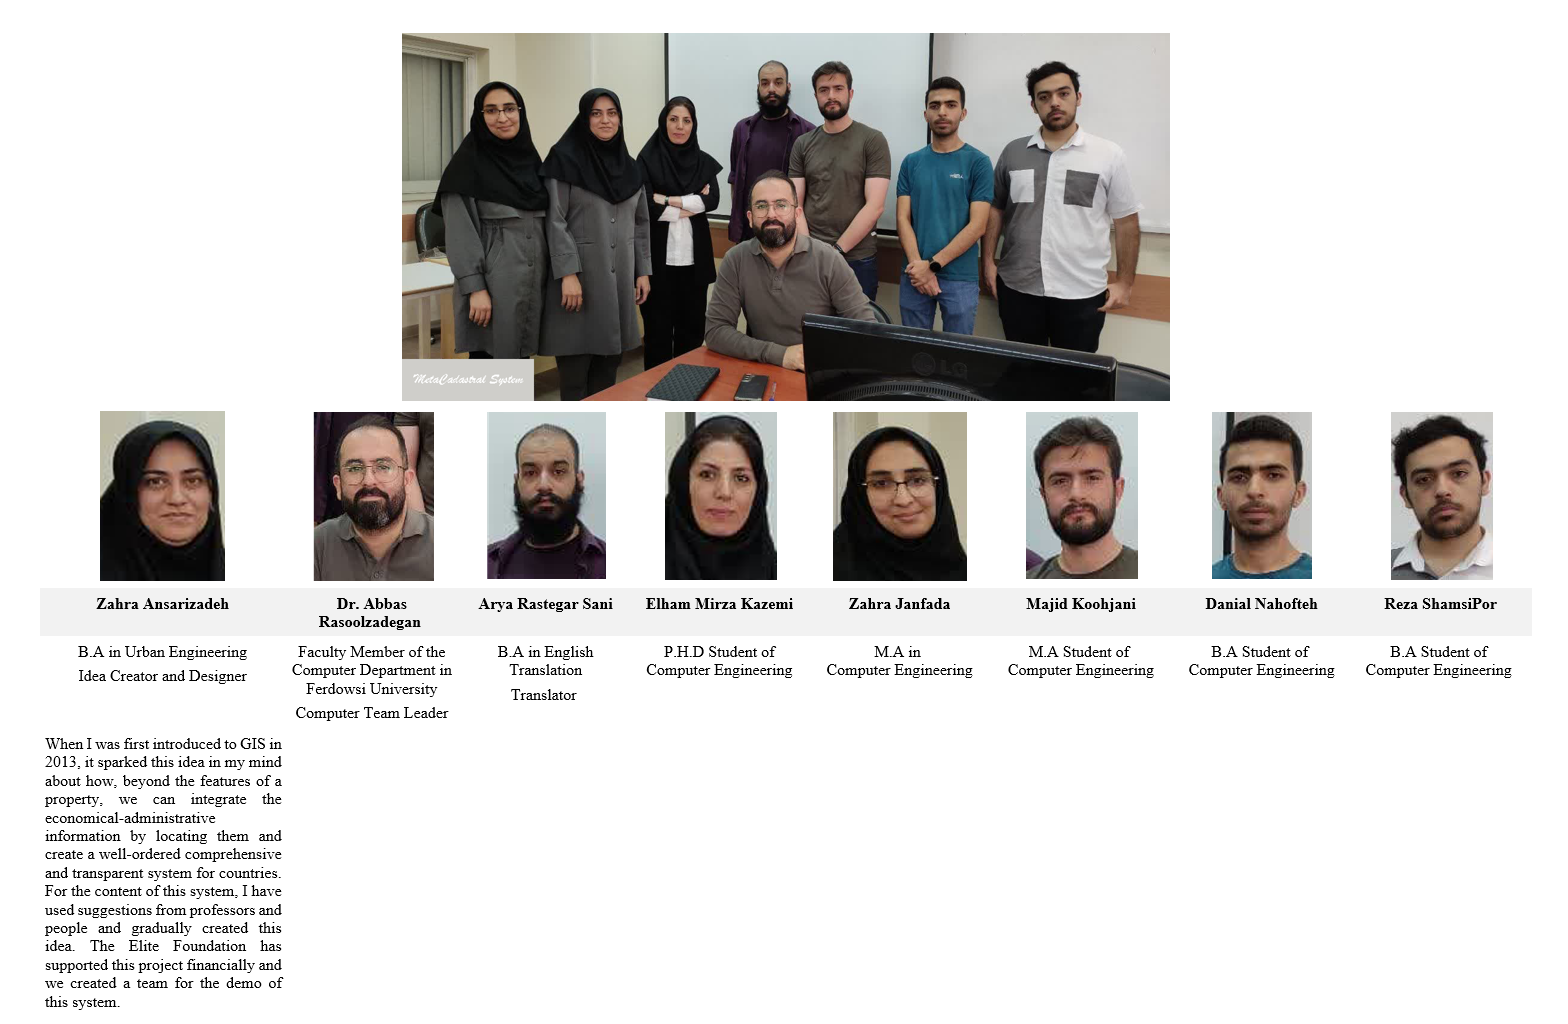 LG
MetaCadastral System
Zahra Ansarizadeh
B.A in Urban Engineering
Idea Creator and Designer
When I was first introduced to GIS in
2013, it sparked this idea in my mind
about how, beyond the features of a
property, we can integrate the
economical-administrative
information by locating them and
create a well-ordered comprehensive
and transparent system for countries.
For the content of this system, I have
used suggestions from professors and
people and gradually created this
idea. The Elite Foundation has
supported this project financially and
we created a team for the demo of
this system.
Dr. Abbas
Rasoolzadegan
Faculty Member of the
Computer Department in
Ferdowsi University
Computer Team Leader
Arya Rastegar Sani
B.A in English
Translation
Translator
Elham Mirza Kazemi
P.H.D Student of
Computer Engineering
Zahra Janfada
M.A in
Computer Engineering
Majid Koohjani
M.A Student of
Computer Engineering
Danial Nahofteh
B.A Student of
Computer Engineering
Reza ShamsiPor
B.A Student of
Computer Engineering